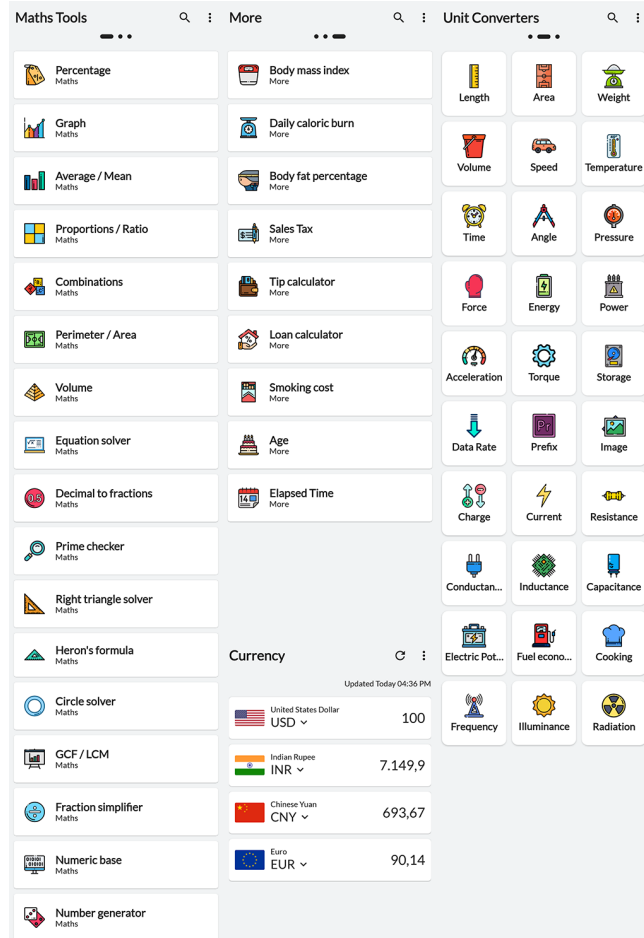 Maths Tools
Percentage
Maths
Graph
Maths
Average / Mean
Maths
Proportions / Ratio
Maths
Combinations
Maths
Perimeter / Area
Maths
Volume
Maths
Equation solver
Maths
Decimal to fractions
Maths
Prime checker
Maths
Right triangle solver
Maths
Heron's formula
Maths
Circle solver
Maths
GCF / LCM
Maths
Fraction simplifier
Maths
Numeric base
Maths
Number generator
Maths
More
Body mass index
More
Daily caloric burn
More
Body fat percentage
More
Sales Tax
More
Tip calculator
More
Loan calculator
More
Smoking cost
More
Age
More
Elapsed Time
More
Currency
Updated Today 04:36 PM
United States Dollar
USD 100
Indian Rupee
INR 7.149,9
Chinese Yuan
CNY 693,67
Euro
EUR 90,14
Unit Converters
Length Area Weight
Volume Speed Temperature
Time Angle Pressure
Force Energy Power
Acceleration Torque Storage
Data Rate Prefix Image
Charge Current Resistance
Conductan... Inductance Capacitance
Electric Pot... Fuel econo... Cooking
Frequency Illuminance Radiation